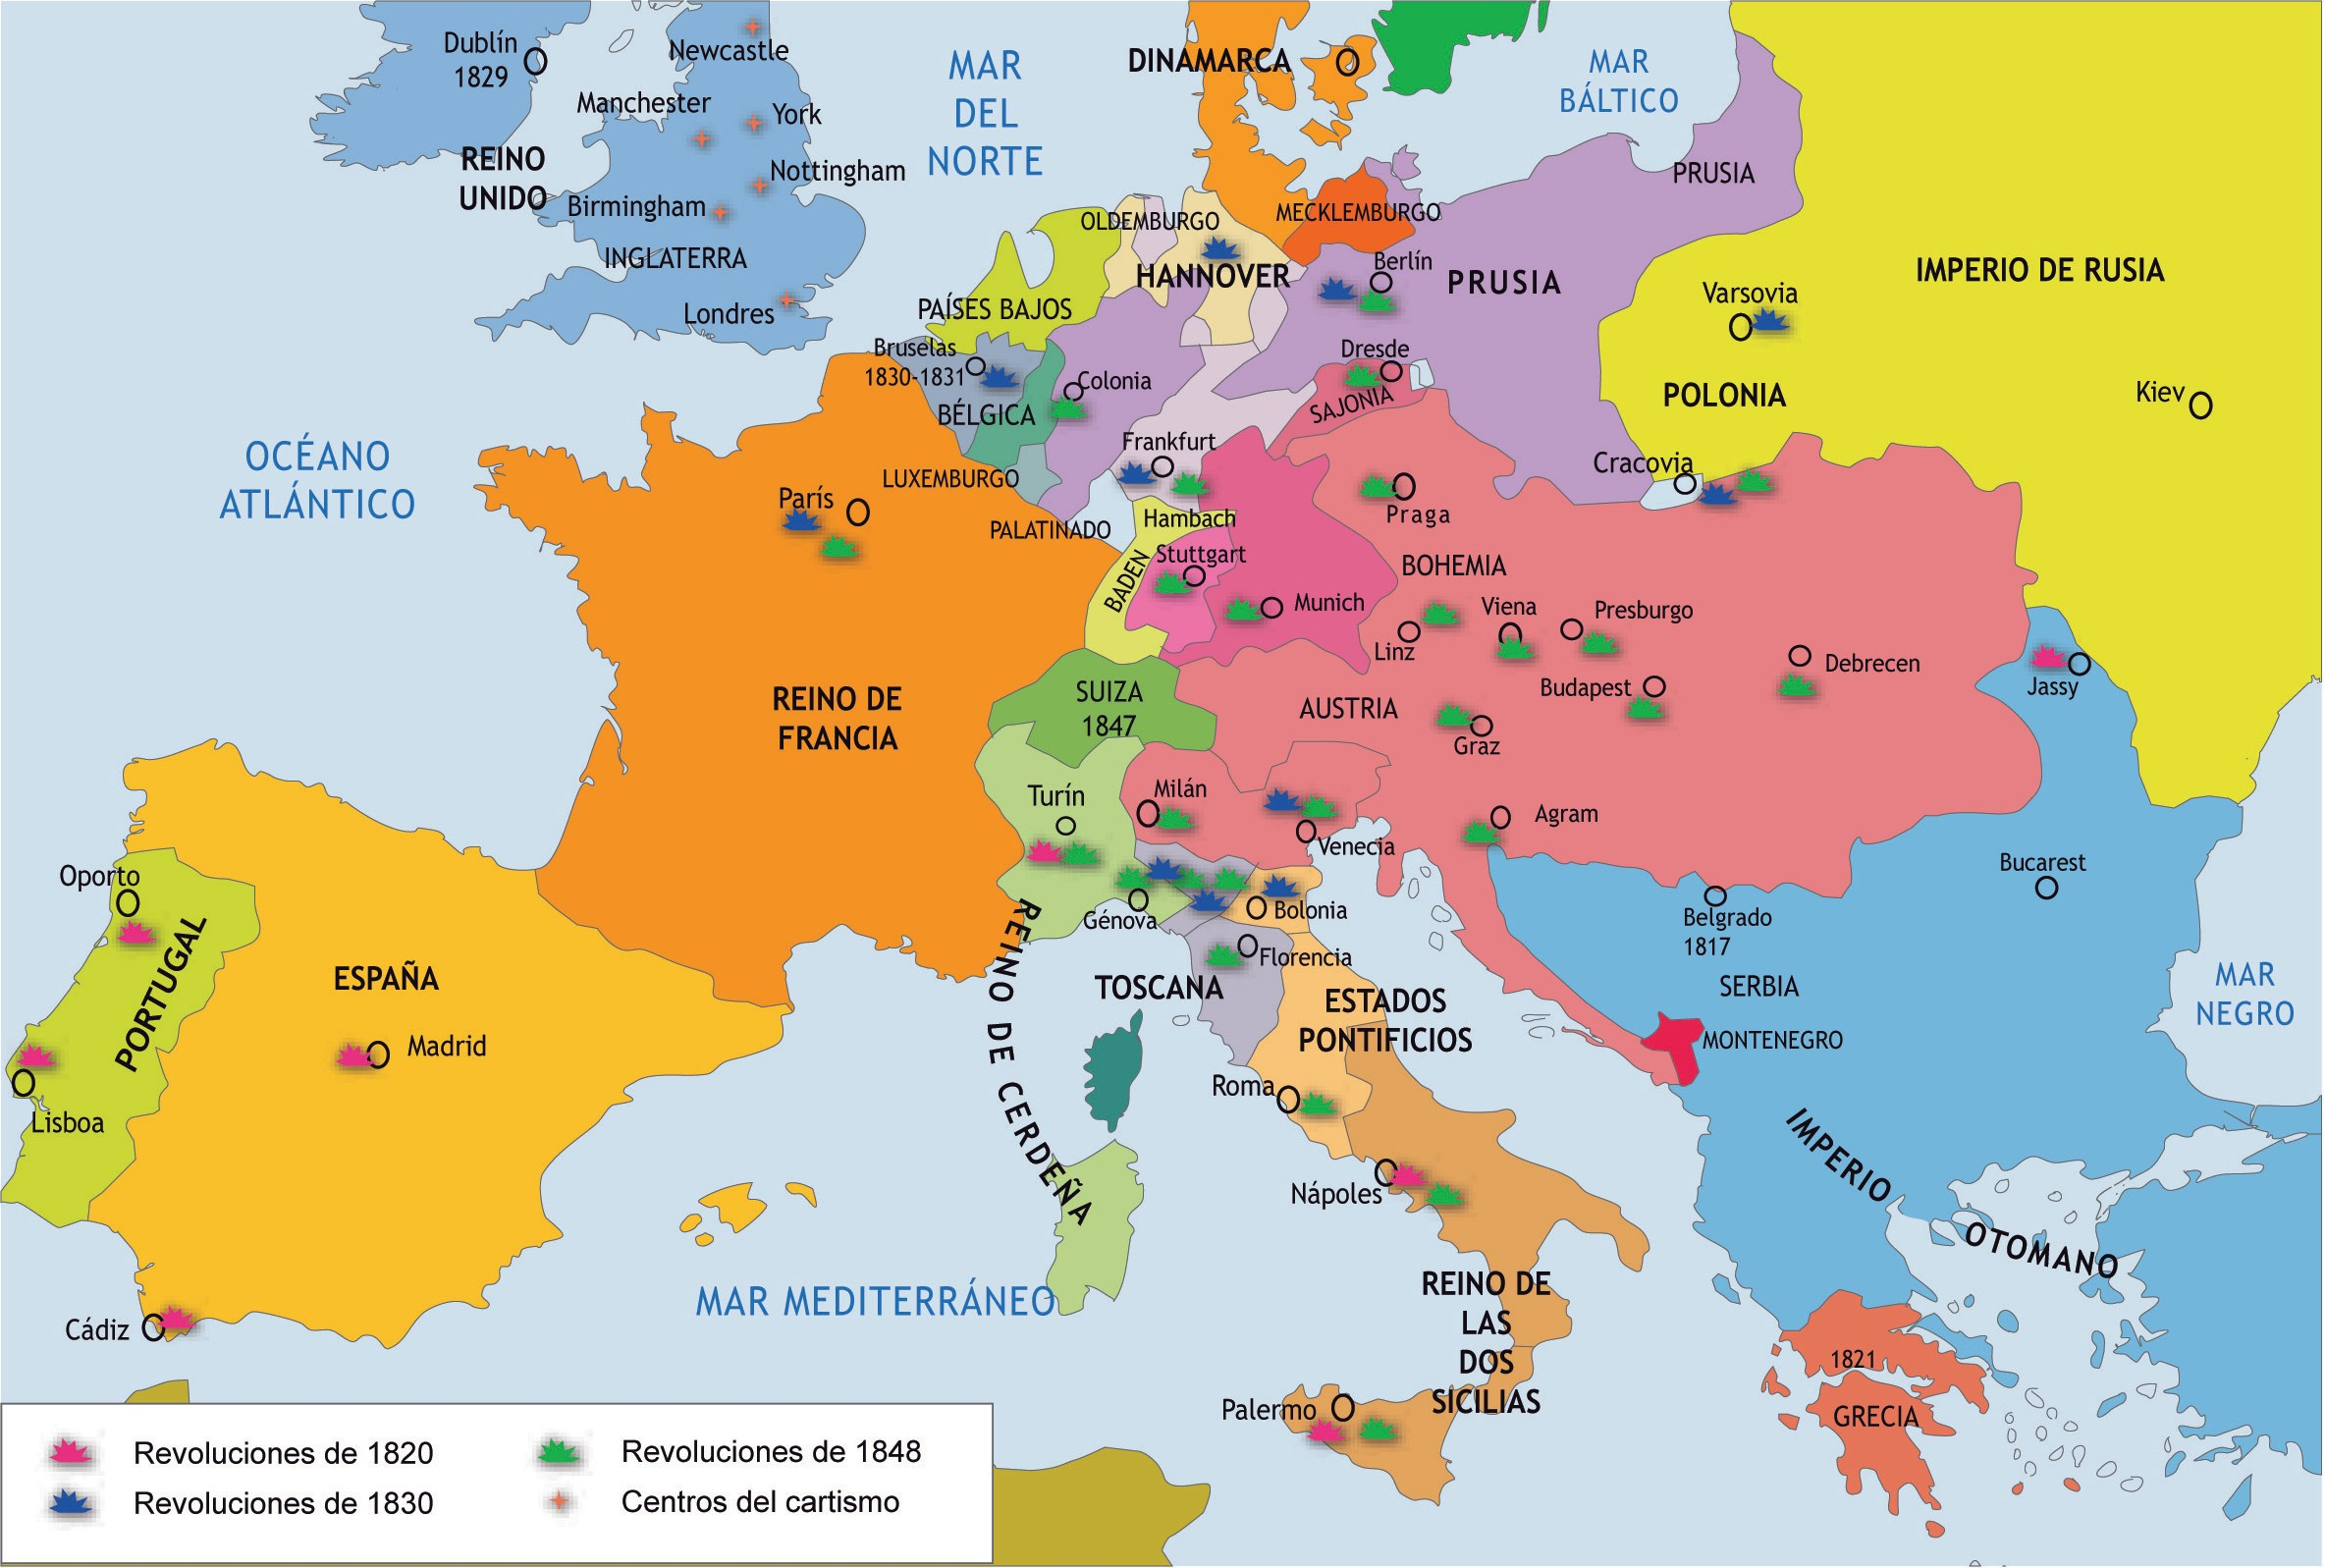 Dublín
1829
Newcastle
Manchester
York
REINO
UNIDO
Nottingham
Birmingham
INGLATERRA
Londres
MAR
DEL
NORTE
DINAMARCA
MAR
BÁLTICO
PRUSIA
OLDEMBURGO
MECKLEMBURGO
HANNOVER
Berlín
PRUSIA
IMPERIO DE RUSIA
PAÍSES BAJOS
Varsovia
Bruselas
1830-1831
Colonia
Dresde
SAJONIA
BÉLGICA
POLONIA
Kiev
OCÉANO
ATLÁNTICO
Frankfurt
LUXEMBURGO
Cracovia
París
PALATINADO
Hambach
Praga
Stuttgart
BADEN
BOHEMIA
Munich
Linz
Viena
Presburgo
Budapest
Debrecen
Jassy
REINO DE
FRANCIA
SUIZA
1847
AUSTRIA
Graz
Turín
Milán
Venecia
Agram
Bucarest
Oporto
Génova
Bolonia
Belgrado
1817
PORTUGAL
ESPAÑA
REINO DE CERDEÑA
Florencia
TOSCANA
SERBIA
MAR
NEGRO
ESTADOS
PONTIFICIOS
MONTENEGRO
Madrid
Lisboa
Roma
IMPERIO
OTOMANO
Nápoles
MAR MEDITERRÁNEO
REINO DE
LAS
DOS
SICILIAS
Cádiz
Palermo
1821
GRECIA
Revoluciones de 1820
Revoluciones de 1830
Revoluciones de 1848
Centros del cartismo